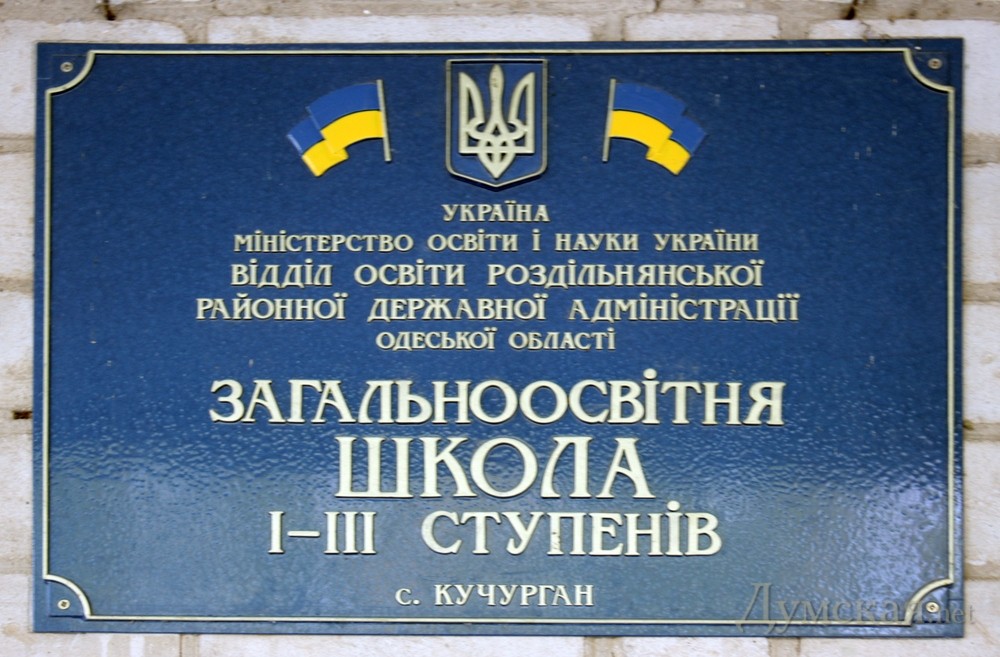 УКРАЇНА
МІНІСТЕРСТВО ОСВІТИ І НАУКИ УКРАЇНИ
ВІДДІЛ ОСВІТИ РОЗДІЛЬНЯНСЬКОЇ
РАЙОННОЇ ДЕРЖАВНОЇ АДМІНІСТРАЦІЇ
ОДЕСЬКОЇ ОБЛАСТІ
ЗАГАЛЬНООСВІТНЯ
ШКОЛА
І–ІІІ СТУПЕНІВ
с. КУЧУРГАН
Думская.net